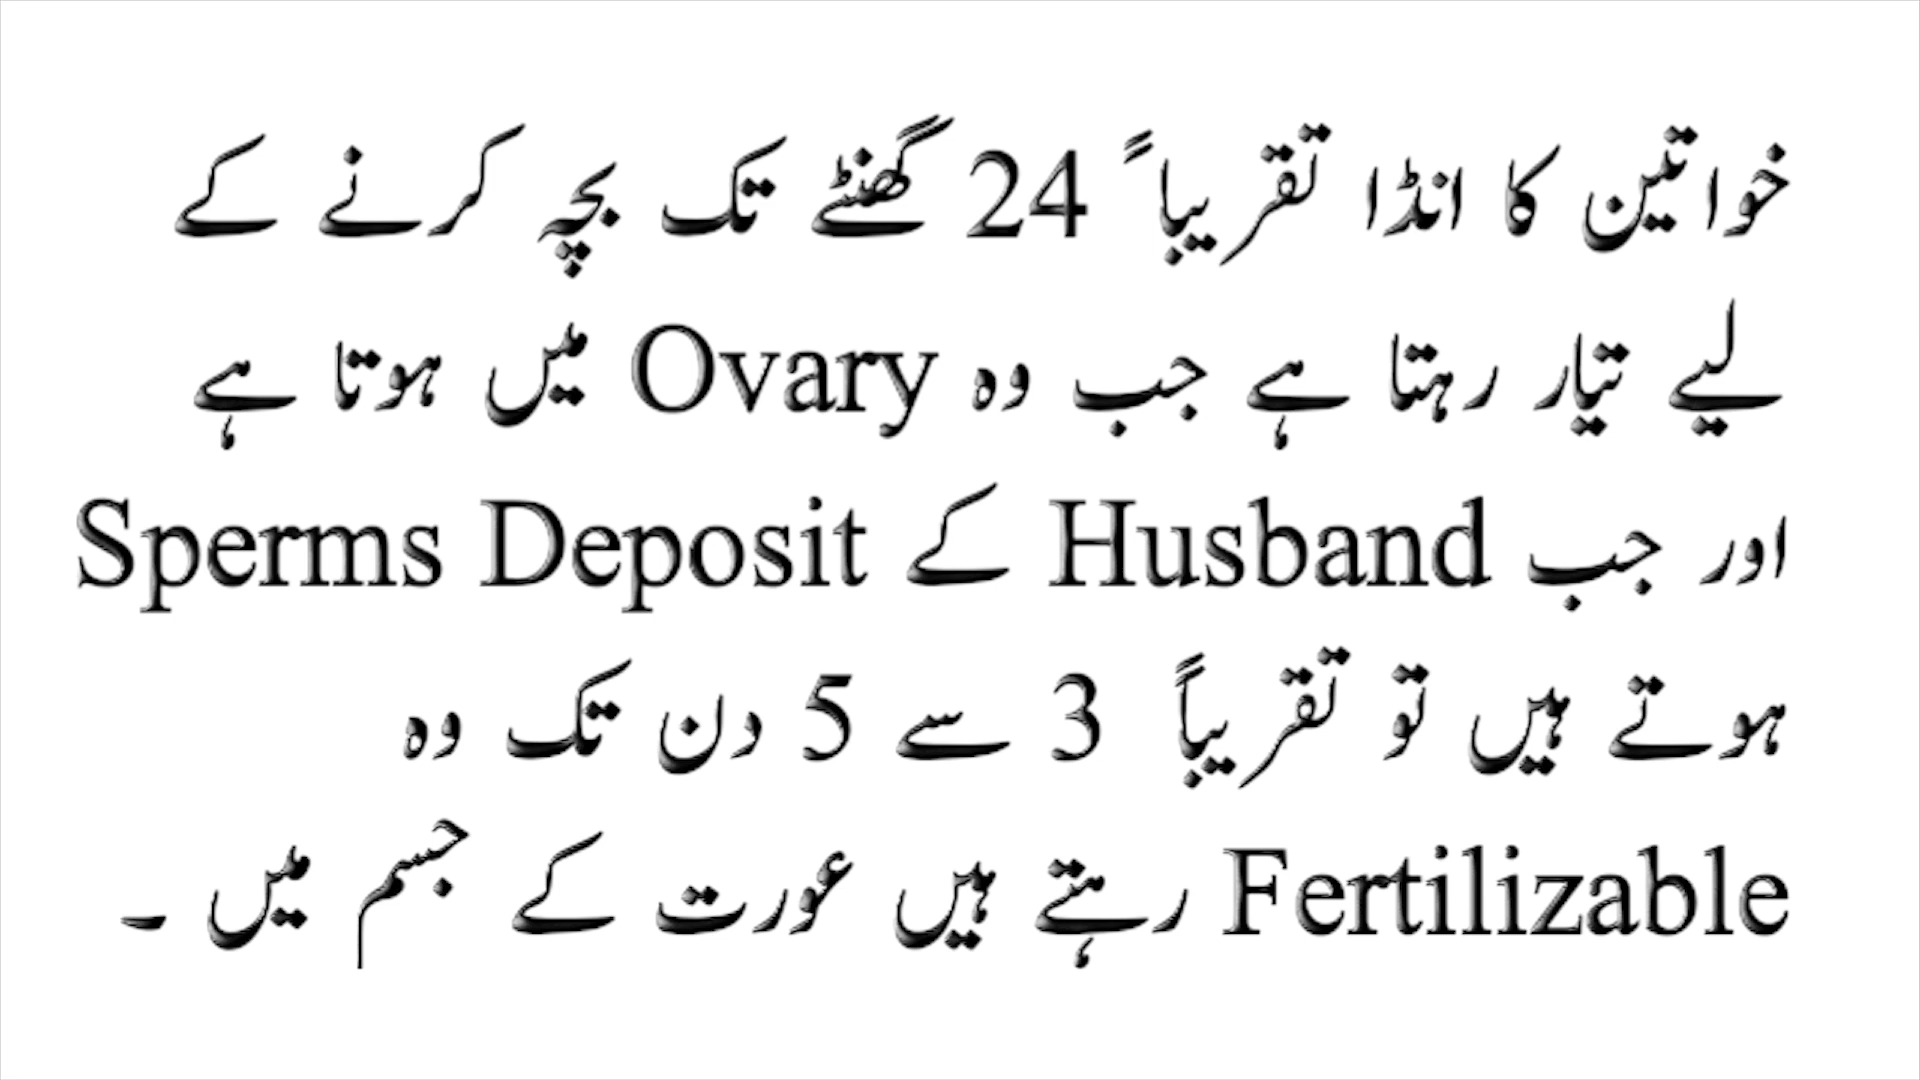 خواتین کا انڈا تقریبا ً 24 گھنٹے تک بچہ کرنے کے
لیے تیار رہتا ہے جب وہ Ovary میں ہوتا ہے
اور جب Husband کے Sperms Deposit
ہوتے ہیں تو تقریباً 3 سے 5 دن تک وہ
Fertilizable رہتے ہیں عورت کے جسم میں ۔